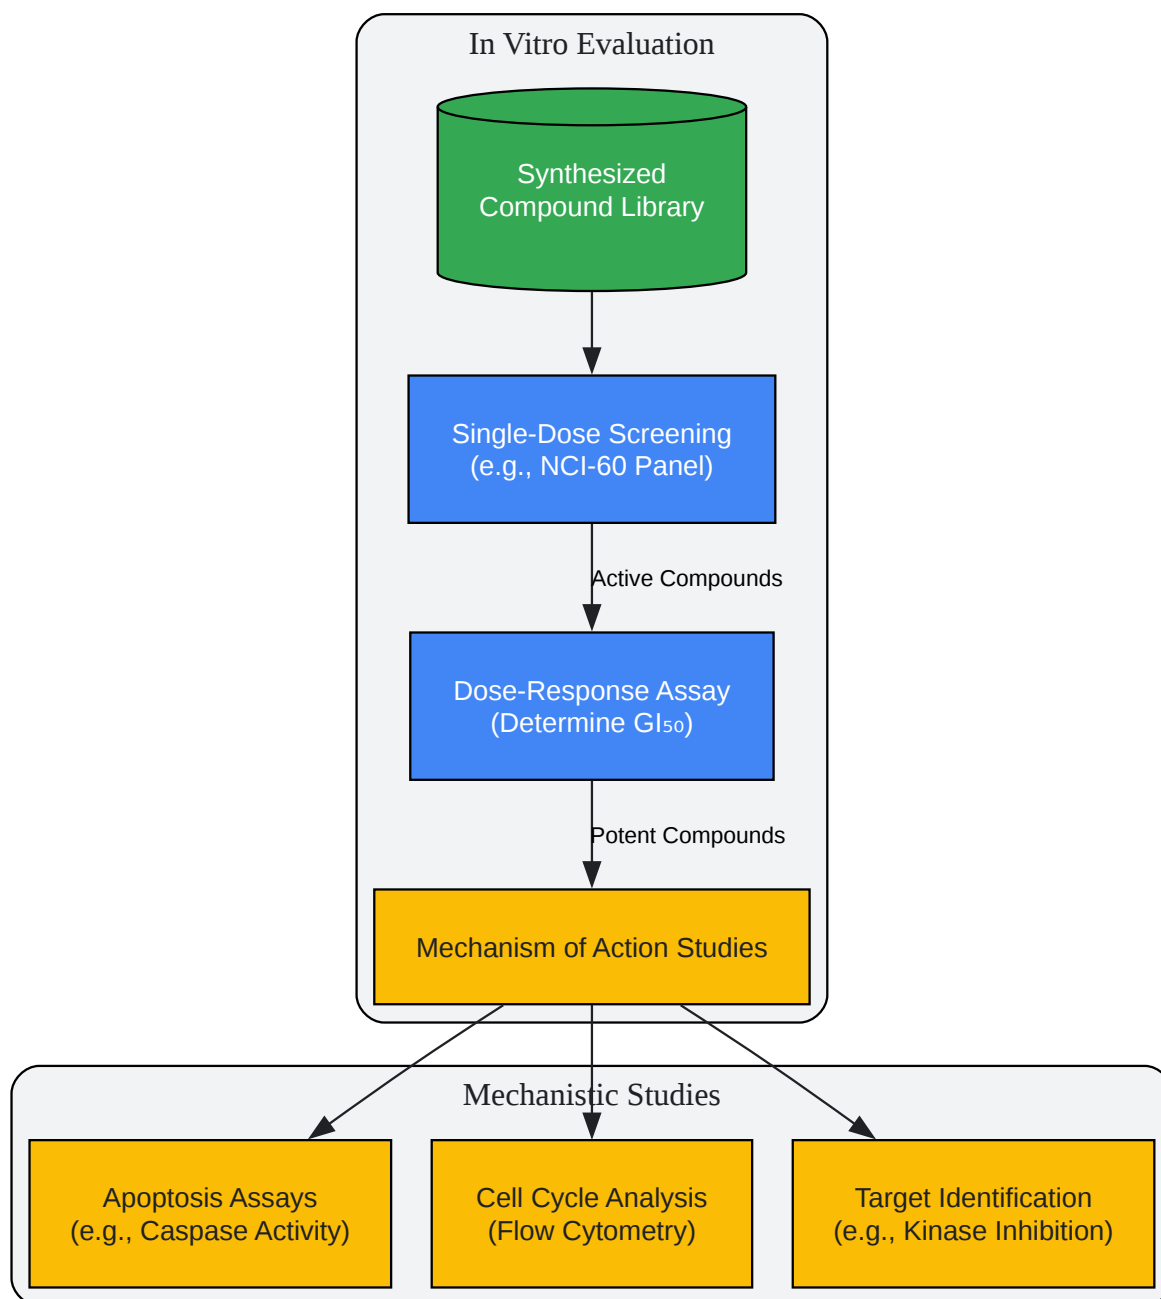 In Vitro Evaluation
Synthesized
Compound Library
Single-Dose Screening
(e.g., NCI-60 Panel)
Active Compounds
Dose-Response Assay
(Determine GI₅₀)
Potent Compounds
Mechanism of Action Studies
Mechanistic Studies
Apoptosis Assays
(e.g., Caspase Activity)
Cell Cycle Analysis
(Flow Cytometry)
Target Identification
(e.g., Kinase Inhibition)